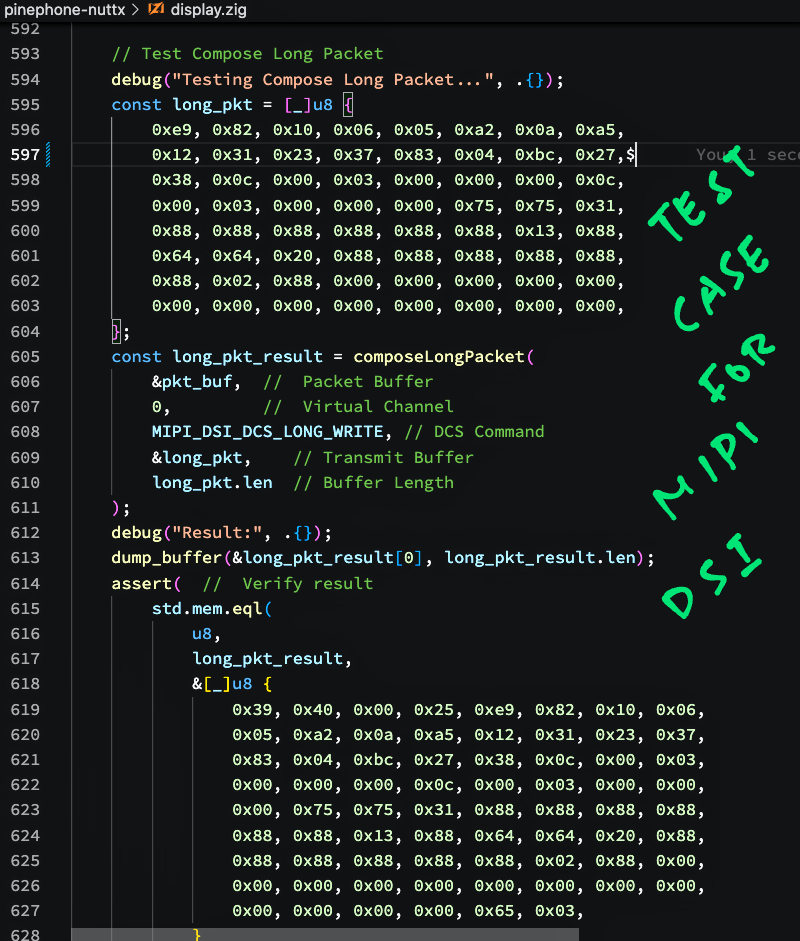 pinephone-nuttx > display.zig
592
593 // Test Compose Long Packet
594 debug("Testing Compose Long Packet...", .{});
595 const long_pkt = [_]u8 {
596 0xe9, 0x82, 0x10, 0x06, 0x05, 0xa2, 0x0a, 0xa5,
597 0x12, 0x31, 0x23, 0x37, 0x83, 0x04, 0xbc, 0x27,$ You, 1 seco
598 0x38, 0x0c, 0x00, 0x03, 0x00, 0x00, 0x00, 0x0c,
599 0x00, 0x03, 0x00, 0x00, 0x00, 0x75, 0x75, 0x31,
600 0x88, 0x88, 0x88, 0x88, 0x88, 0x88, 0x13, 0x88,
601 0x64, 0x64, 0x20, 0x88, 0x88, 0x88, 0x88, 0x88,
602 0x88, 0x02, 0x88, 0x00, 0x00, 0x00, 0x00, 0x00,
603 0x00, 0x00, 0x00, 0x00, 0x00, 0x00, 0x00, 0x00,
604 };
605 const long_pkt_result = composeLongPacket(
606 &pkt_buf, // Packet Buffer
607 0, // Virtual Channel
608 MIPI_DSI_DCS_LONG_WRITE, // DCS Command
609 &long_pkt, // Transmit Buffer
610 long_pkt.len // Buffer Length
611 );
612 debug("Result:", .{});
613 dump_buffer(&long_pkt_result[0], long_pkt_result.len);
614 assert( // Verify result
615 std.mem.eql(
616 u8,
617 long_pkt_result,
618 &[_]u8 {
619 0x39, 0x40, 0x00, 0x25, 0xe9, 0x82, 0x10, 0x06,
620 0x05, 0xa2, 0x0a, 0xa5, 0x12, 0x31, 0x23, 0x37,
621 0x83, 0x04, 0xbc, 0x27, 0x38, 0x0c, 0x00, 0x03,
622 0x00, 0x00, 0x00, 0x0c, 0x00, 0x03, 0x00, 0x00,
623 0x00, 0x75, 0x75, 0x31, 0x88, 0x88, 0x88, 0x88,
624 0x88, 0x88, 0x13, 0x88, 0x64, 0x64, 0x20, 0x88,
625 0x88, 0x88, 0x88, 0x88, 0x88, 0x02, 0x88, 0x00,
626 0x00, 0x00, 0x00, 0x00, 0x00, 0x00, 0x00, 0x00,
627 0x00, 0x00, 0x00, 0x00, 0x65, 0x03,
628 }
TEST
CASE
FOR
MIPI
DSI